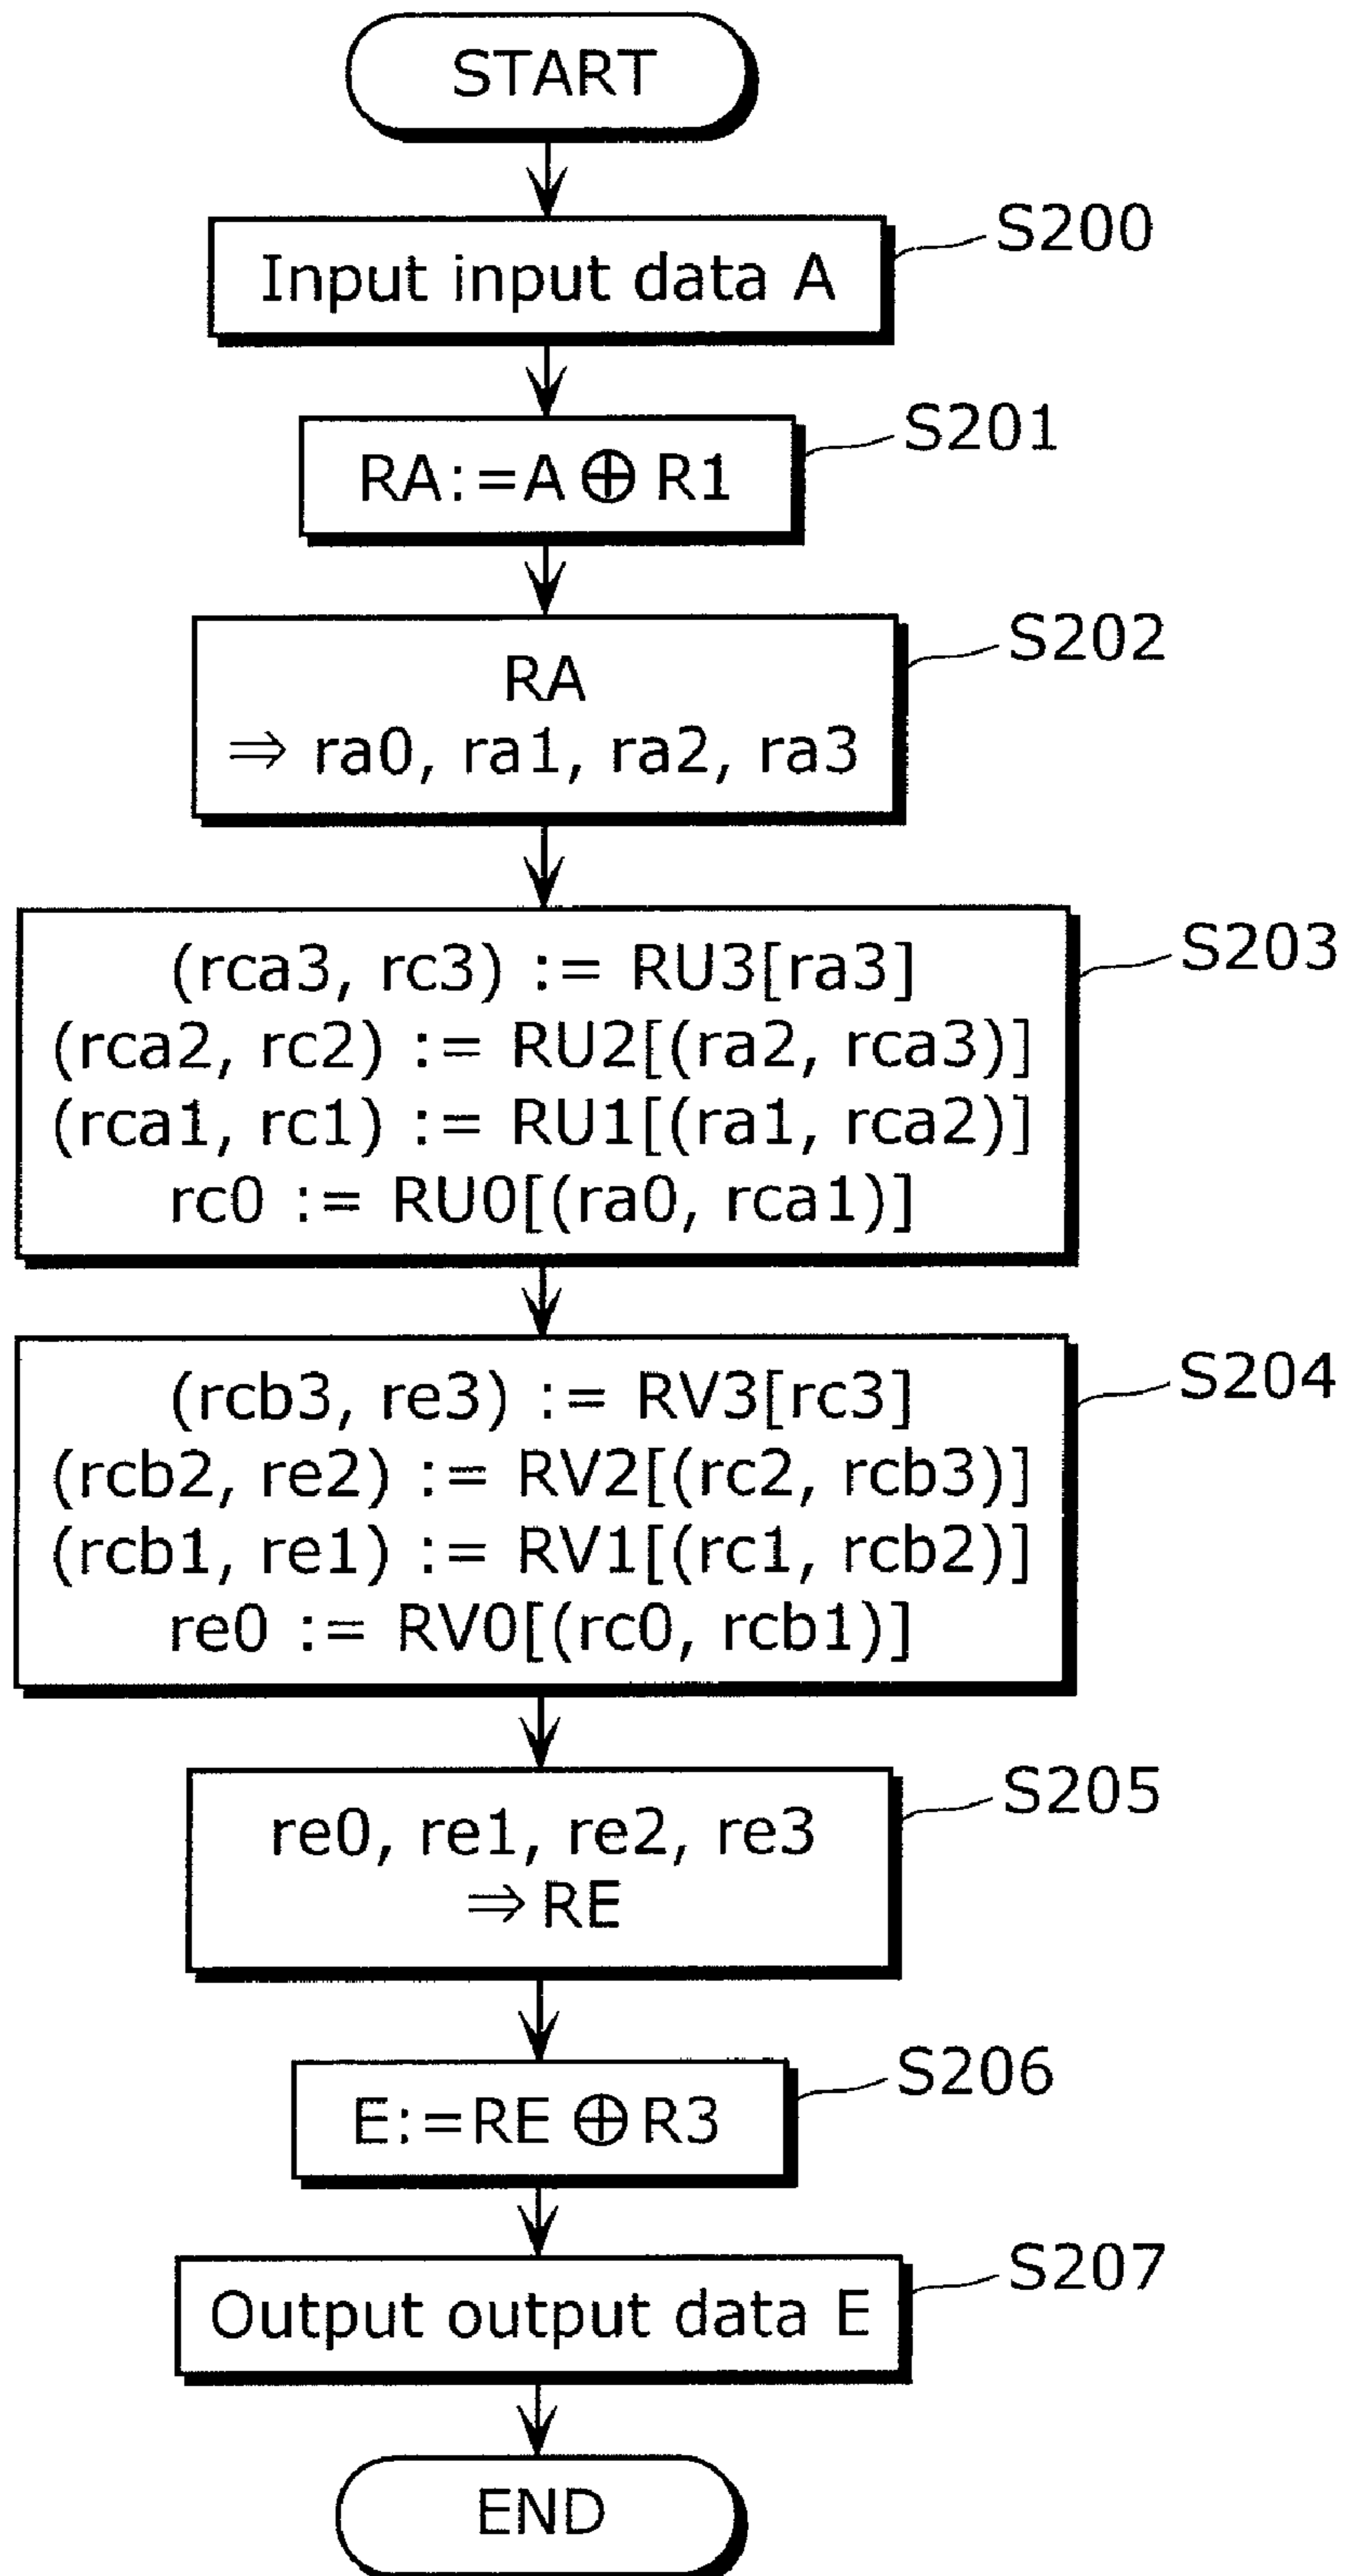 START
S200
Input input data A
S201
RA:=A ⊕ R1
S202
RA
⇒ ra0, ra1, ra2, ra3
S203
(rca3, rc3) := RU3[ra3]
(rca2, rc2) := RU2[(ra2, rca3)]
(rca1, rc1) := RU1[(ra1, rca2)]
rc0 := RU0[(ra0, rca1)]
S204
(rcb3, re3) := RV3[rc3]
(rcb2, re2) := RV2[(rc2, rcb3)]
(rcb1, re1) := RV1[(rc1, rcb2)]
re0 := RV0[(rc0, rcb1)]
S205
re0, re1, re2, re3
⇒ RE
S206
E:=RE ⊕ R3
S207
Output output data E
END